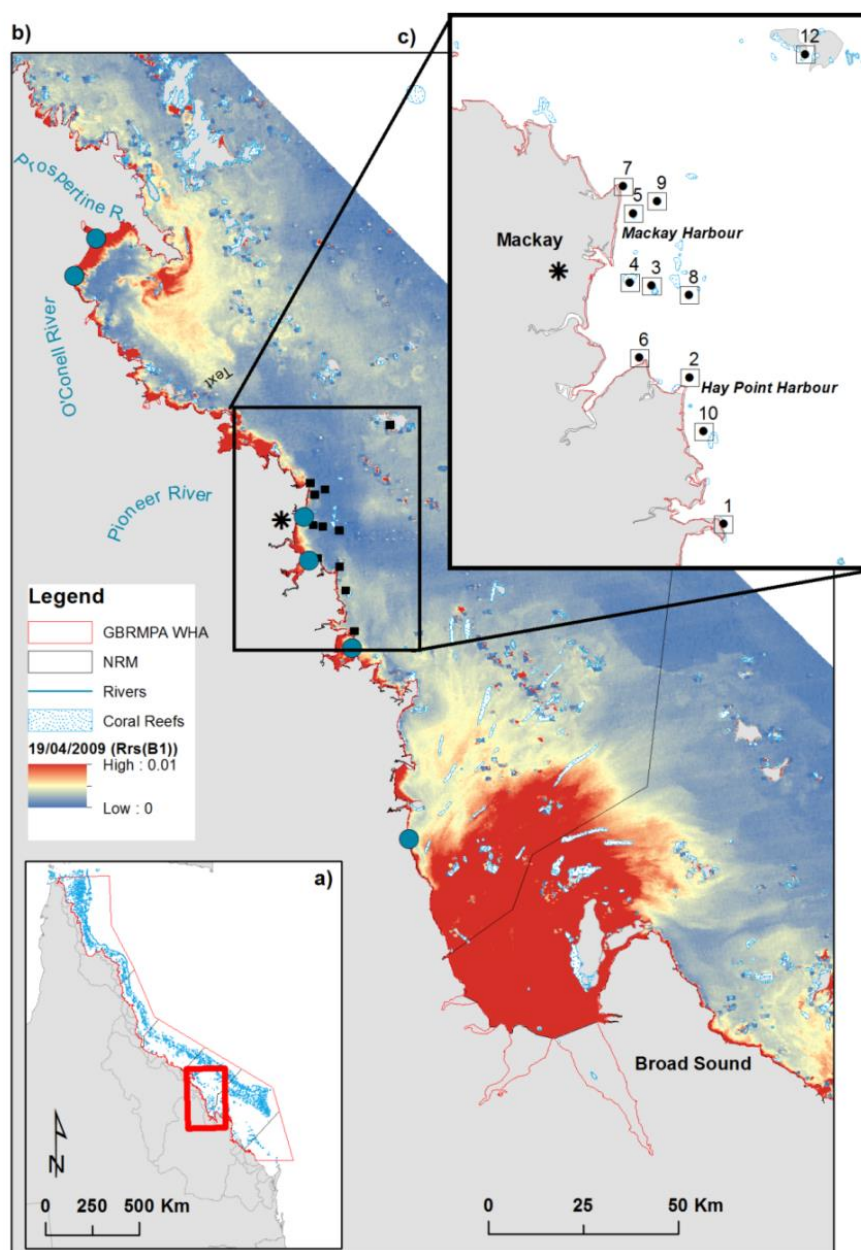 b)
c)
12
7
9
5
Mackay Harbour
Mackay
4
3
8
6
2
Hay Point Harbour
10
1
Prospertine R.
O'Conell River
Text
Pioneer River
Legend
GBRMPA WHA
NRM
Rivers
Coral Reefs
19/04/2009 (Rrs(B1))
High : 0.01
Low : 0
a)
N
0 250 500 Km
Broad Sound
0 25 50 Km